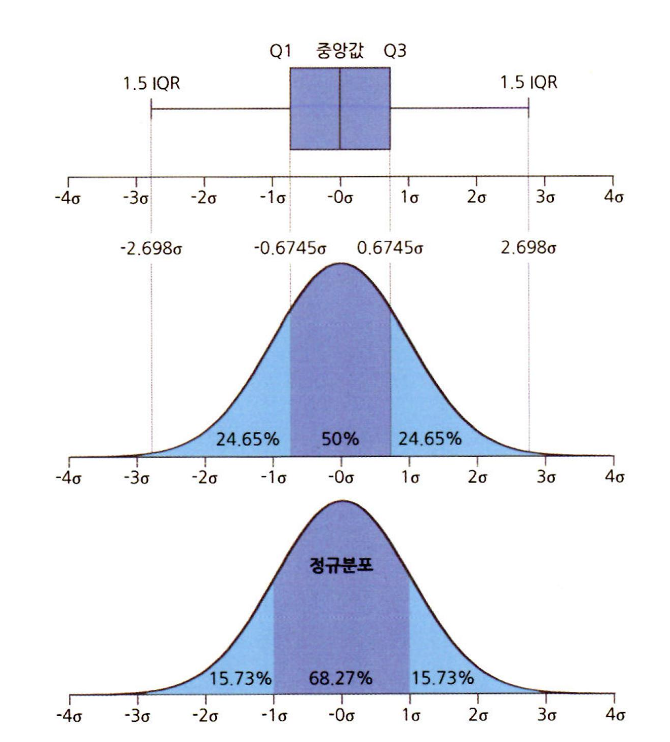 Q1 중앙값 Q3
1.5 IQR 1.5 IQR
-4σ -3σ -2σ -1σ -0σ 1σ 2σ 3σ 4σ
-2.698σ -0.6745σ 0.6745σ 2.698σ
24.65% 50% 24.65%
-4σ -3σ -2σ -1σ -0σ 1σ 2σ 3σ 4σ
정규분포
15.73% 68.27% 15.73%
-4σ -3σ -2σ -1σ -0σ 1σ 2σ 3σ 4σ